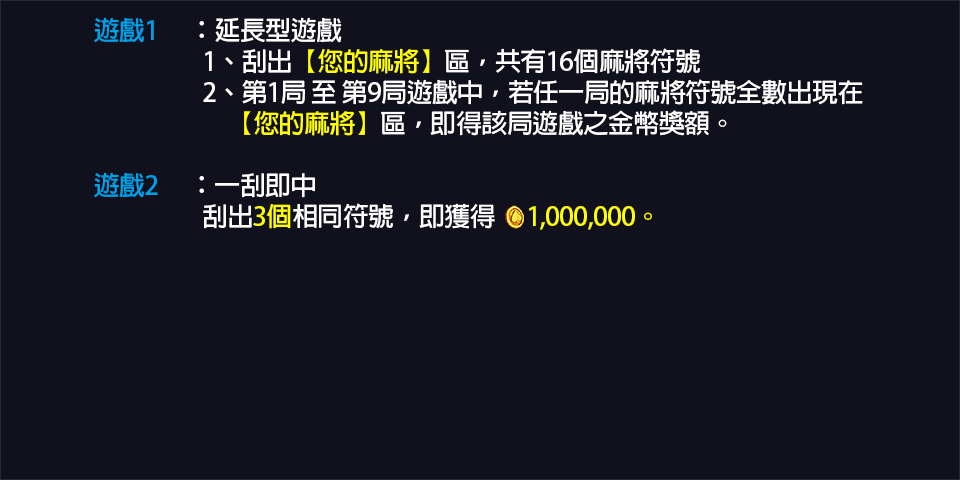 遊戲1 ：延長型遊戲
1、刮出【您的麻將】區，共有16個麻將符號
2、第1局 至 第9局遊戲中，若任一局的麻將符號全數出現在
【您的麻將】區，即得該局遊戲之金幣獎額。
遊戲2 ：一刮即中
刮出3個相同符號，即獲得 1,000,000。